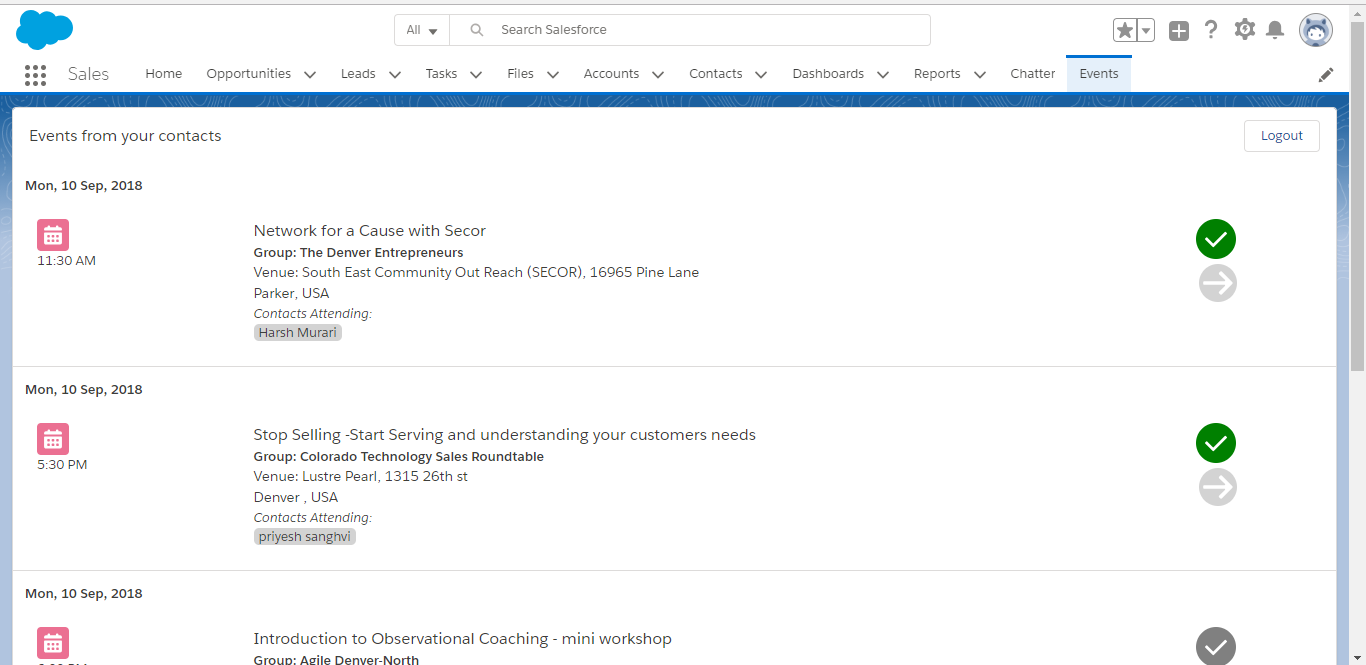 All
Search Salesforce
Sales
Home
Opportunities
Leads
Tasks
Files
Accounts
Contacts
Dashboards
Reports
Chatter
Events
Events from your contacts
Logout
Mon, 10 Sep, 2018
Network for a Cause with Secor
Group: The Denver Entrepreneurs
11:30 AM
Venue: South East Community Out Reach (SECOR), 16965 Pine Lane
Parker, USA
Contacts Attending:
Harsh Murari
Mon, 10 Sep, 2018
Stop Selling -Start Serving and understanding your customers needs
Group: Colorado Technology Sales Roundtable
5:30 PM
Venue: Lustre Pearl, 1315 26th st
Denver , USA
Contacts Attending:
priyesh sanghvi
Mon, 10 Sep, 2018
Introduction to Observational Coaching - mini workshop
Group: Agile Denver-North